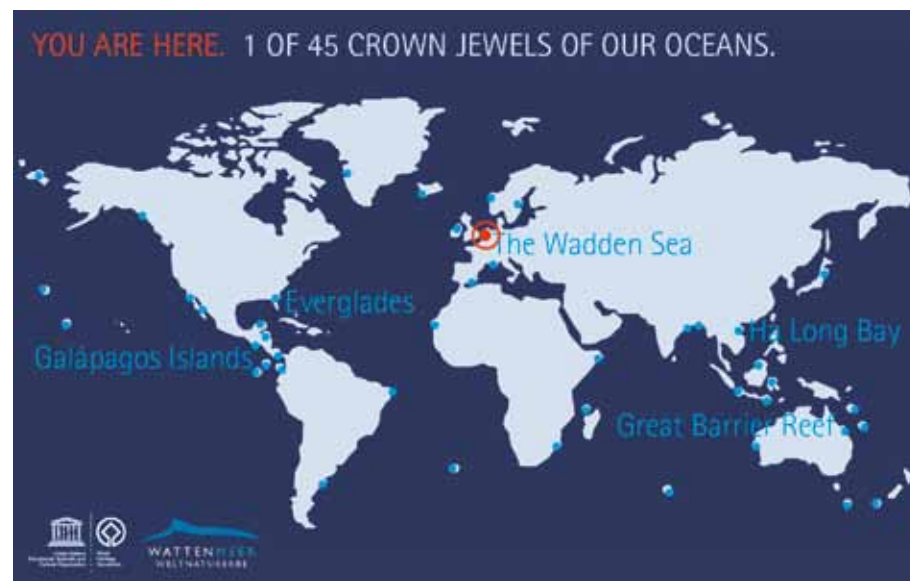 YOU ARE HERE. 1 OF 45 CROWN JEWELS OF OUR OCEANS.
The Wadden Sea
Everglades
Ha Long Bay
Galápagos Islands
Great Barrier Reef
WATTENMEER
WELTNATURERBE